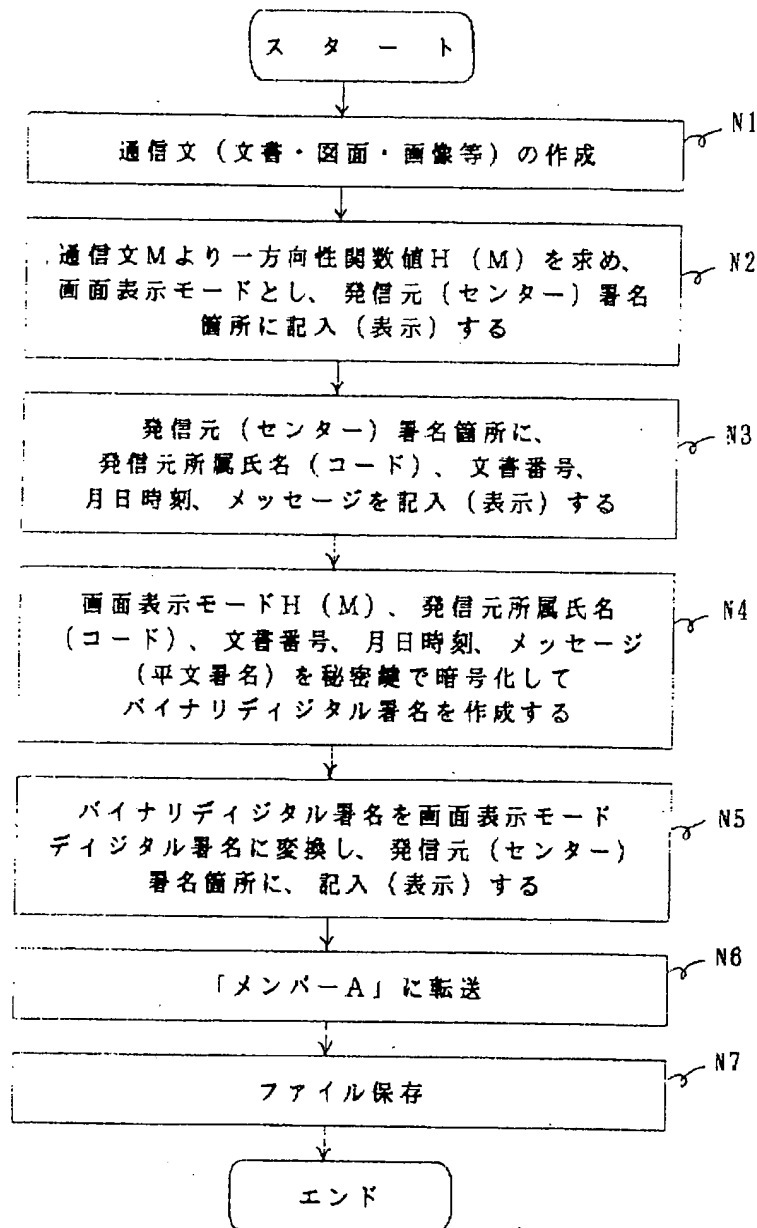 スタート
N1
通信文（文書・図面・画像等）の作成
N2
通信文Mより一方向性関数値H（M）を求め、
画面表示モードとし、発信元（センター）署名
箇所に記入（表示）する
N3
発信元（センター）署名箇所に、
発信元所属氏名（コード）、文書番号、
月日時刻、メッセージを記入（表示）する
N4
画面表示モードH（M）、発信元所属氏名
（コード）、文書番号、月日時刻、メッセージ
（平文署名）を秘密鍵で暗号化して
バイナリディジタル署名を作成する
N5
バイナリディジタル署名を画面表示モード
ディジタル署名に変換し、発信元（センター）
署名箇所に、記入（表示）する
N6
「メンバーA」に転送
N7
ファイル保存
エンド